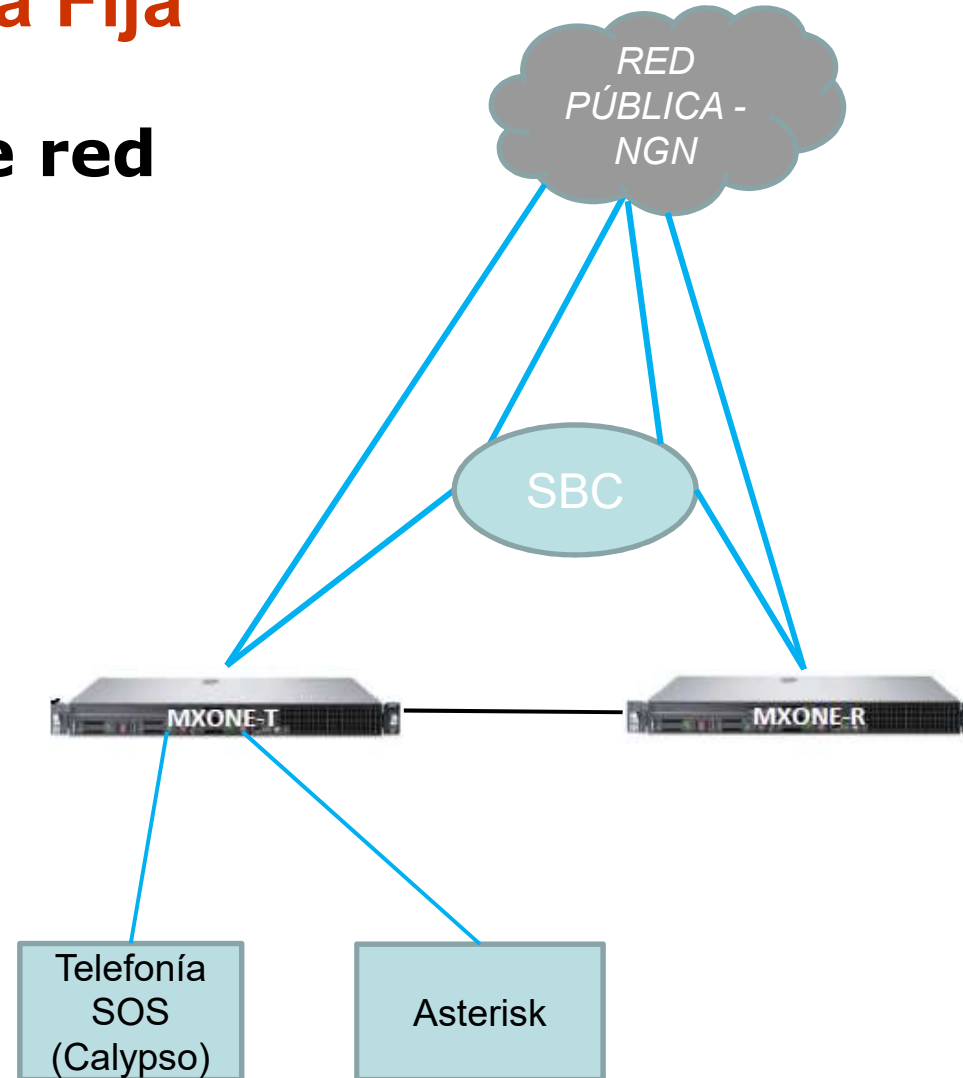 a Fija
e red
RED
PÚBLICA -
NGN
SBC
MXONE-T
MXONE-R
Telefonía
SOS
(Calypso)
Asterisk